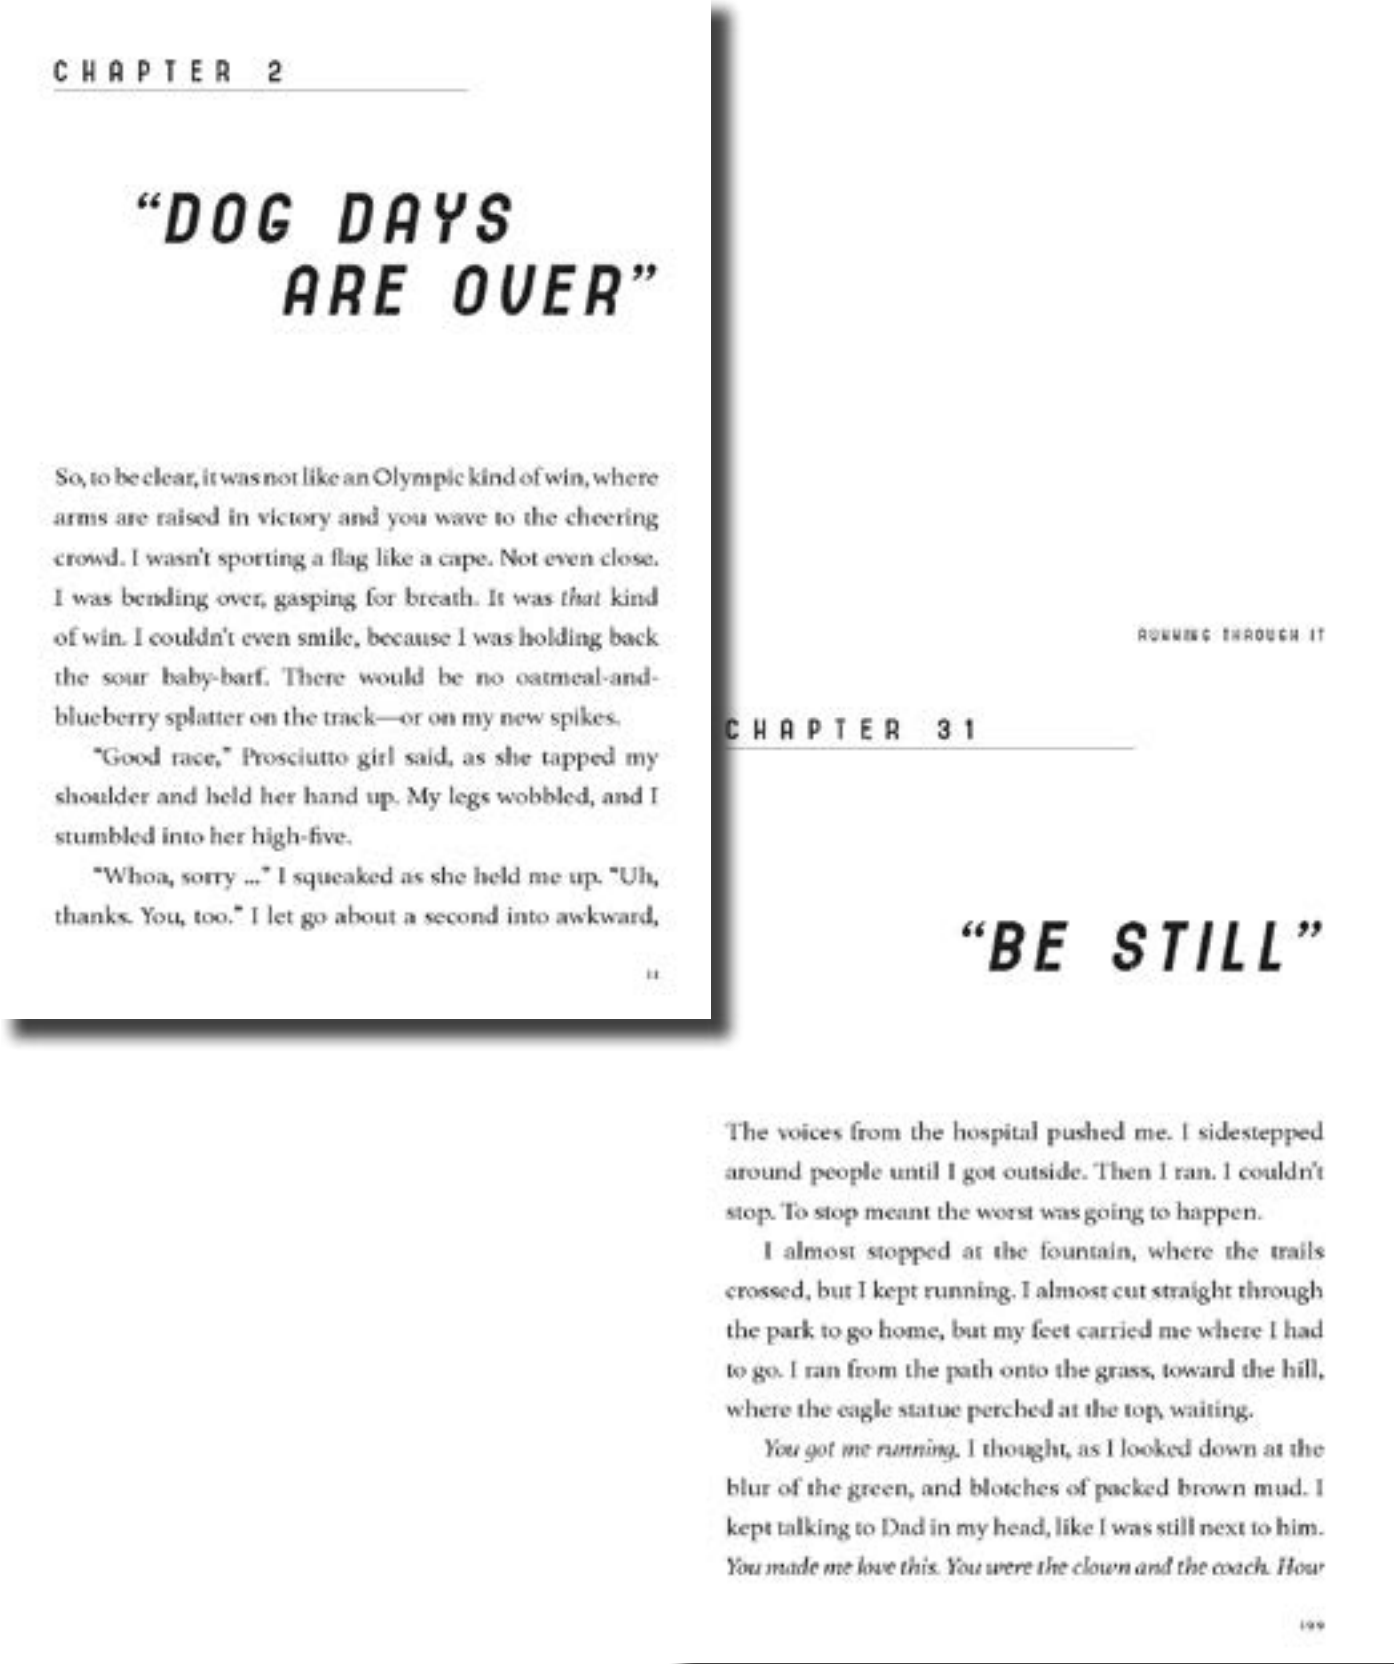 CHAPTER 2
“DOG DAYS
ARE OVER”
So, to be clear, it was not like an Olympic kind of win, where
arms are raised in victory and you wave to the cheering
crowd. I wasn't sporting a flag like a cape. Not even close.
I was bending over, gasping for breath. It was that kind
of win. I couldn't even smile, because I was holding back
the sour baby-barf. There would be no oatmeal-and-
blueberry splatter on the track—or on my new spikes.
“Good race,” Prosciutto girl said, as she tapped my
shoulder and held her hand up. My legs wobbled, and I
stumbled into her high-five.
“Whoa, sorry ...” I squeaked as she held me up. “Uh,
thanks. You, too.” I let go about a second into awkward,
11
RUNNING THROUGH IT
CHAPTER 31
“BE STILL”
The voices from the hospital pushed me. I sidestepped
around people until I got outside. Then I ran. I couldn't
stop. To stop meant the worst was going to happen.
I almost stopped at the fountain, where the trails
crossed, but I kept running. I almost cut straight through
the park to go home, but my feet carried me where I had
to go. I ran from the path onto the grass, toward the hill,
where the eagle statue perched at the top, waiting.
You got me running, I thought, as I looked down at the
blur of the green, and blotches of packed brown mud. I
kept talking to Dad in my head, like I was still next to him.
You made me love this. You were the clown and the coach. How
199